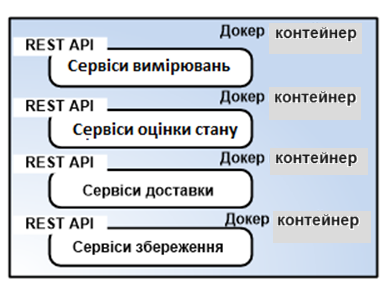 Докер контейнер
REST API
Сервіси вимірювань
Докер контейнер
REST API
Сервіси оцінки стану
Докер контейнер
REST API
Сервіси доставки
Докер контейнер
REST API
Сервіси збереження